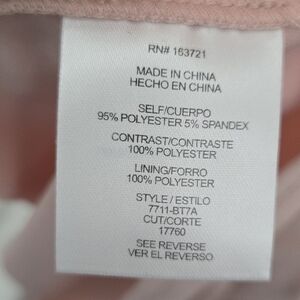 RN# 163721
MADE IN CHINA
HECHO EN CHINA
SELF/CUERPO
95% POLYESTER 5% SPANDEX
CONTRAST/CONTRASTE
100% POLYESTER
LINING/FORRO
100% POLYESTER
STYLE / ESTILO
7711-BT7A
CUT/CORTE
17760
SEE REVERSE
VER EL REVERSO